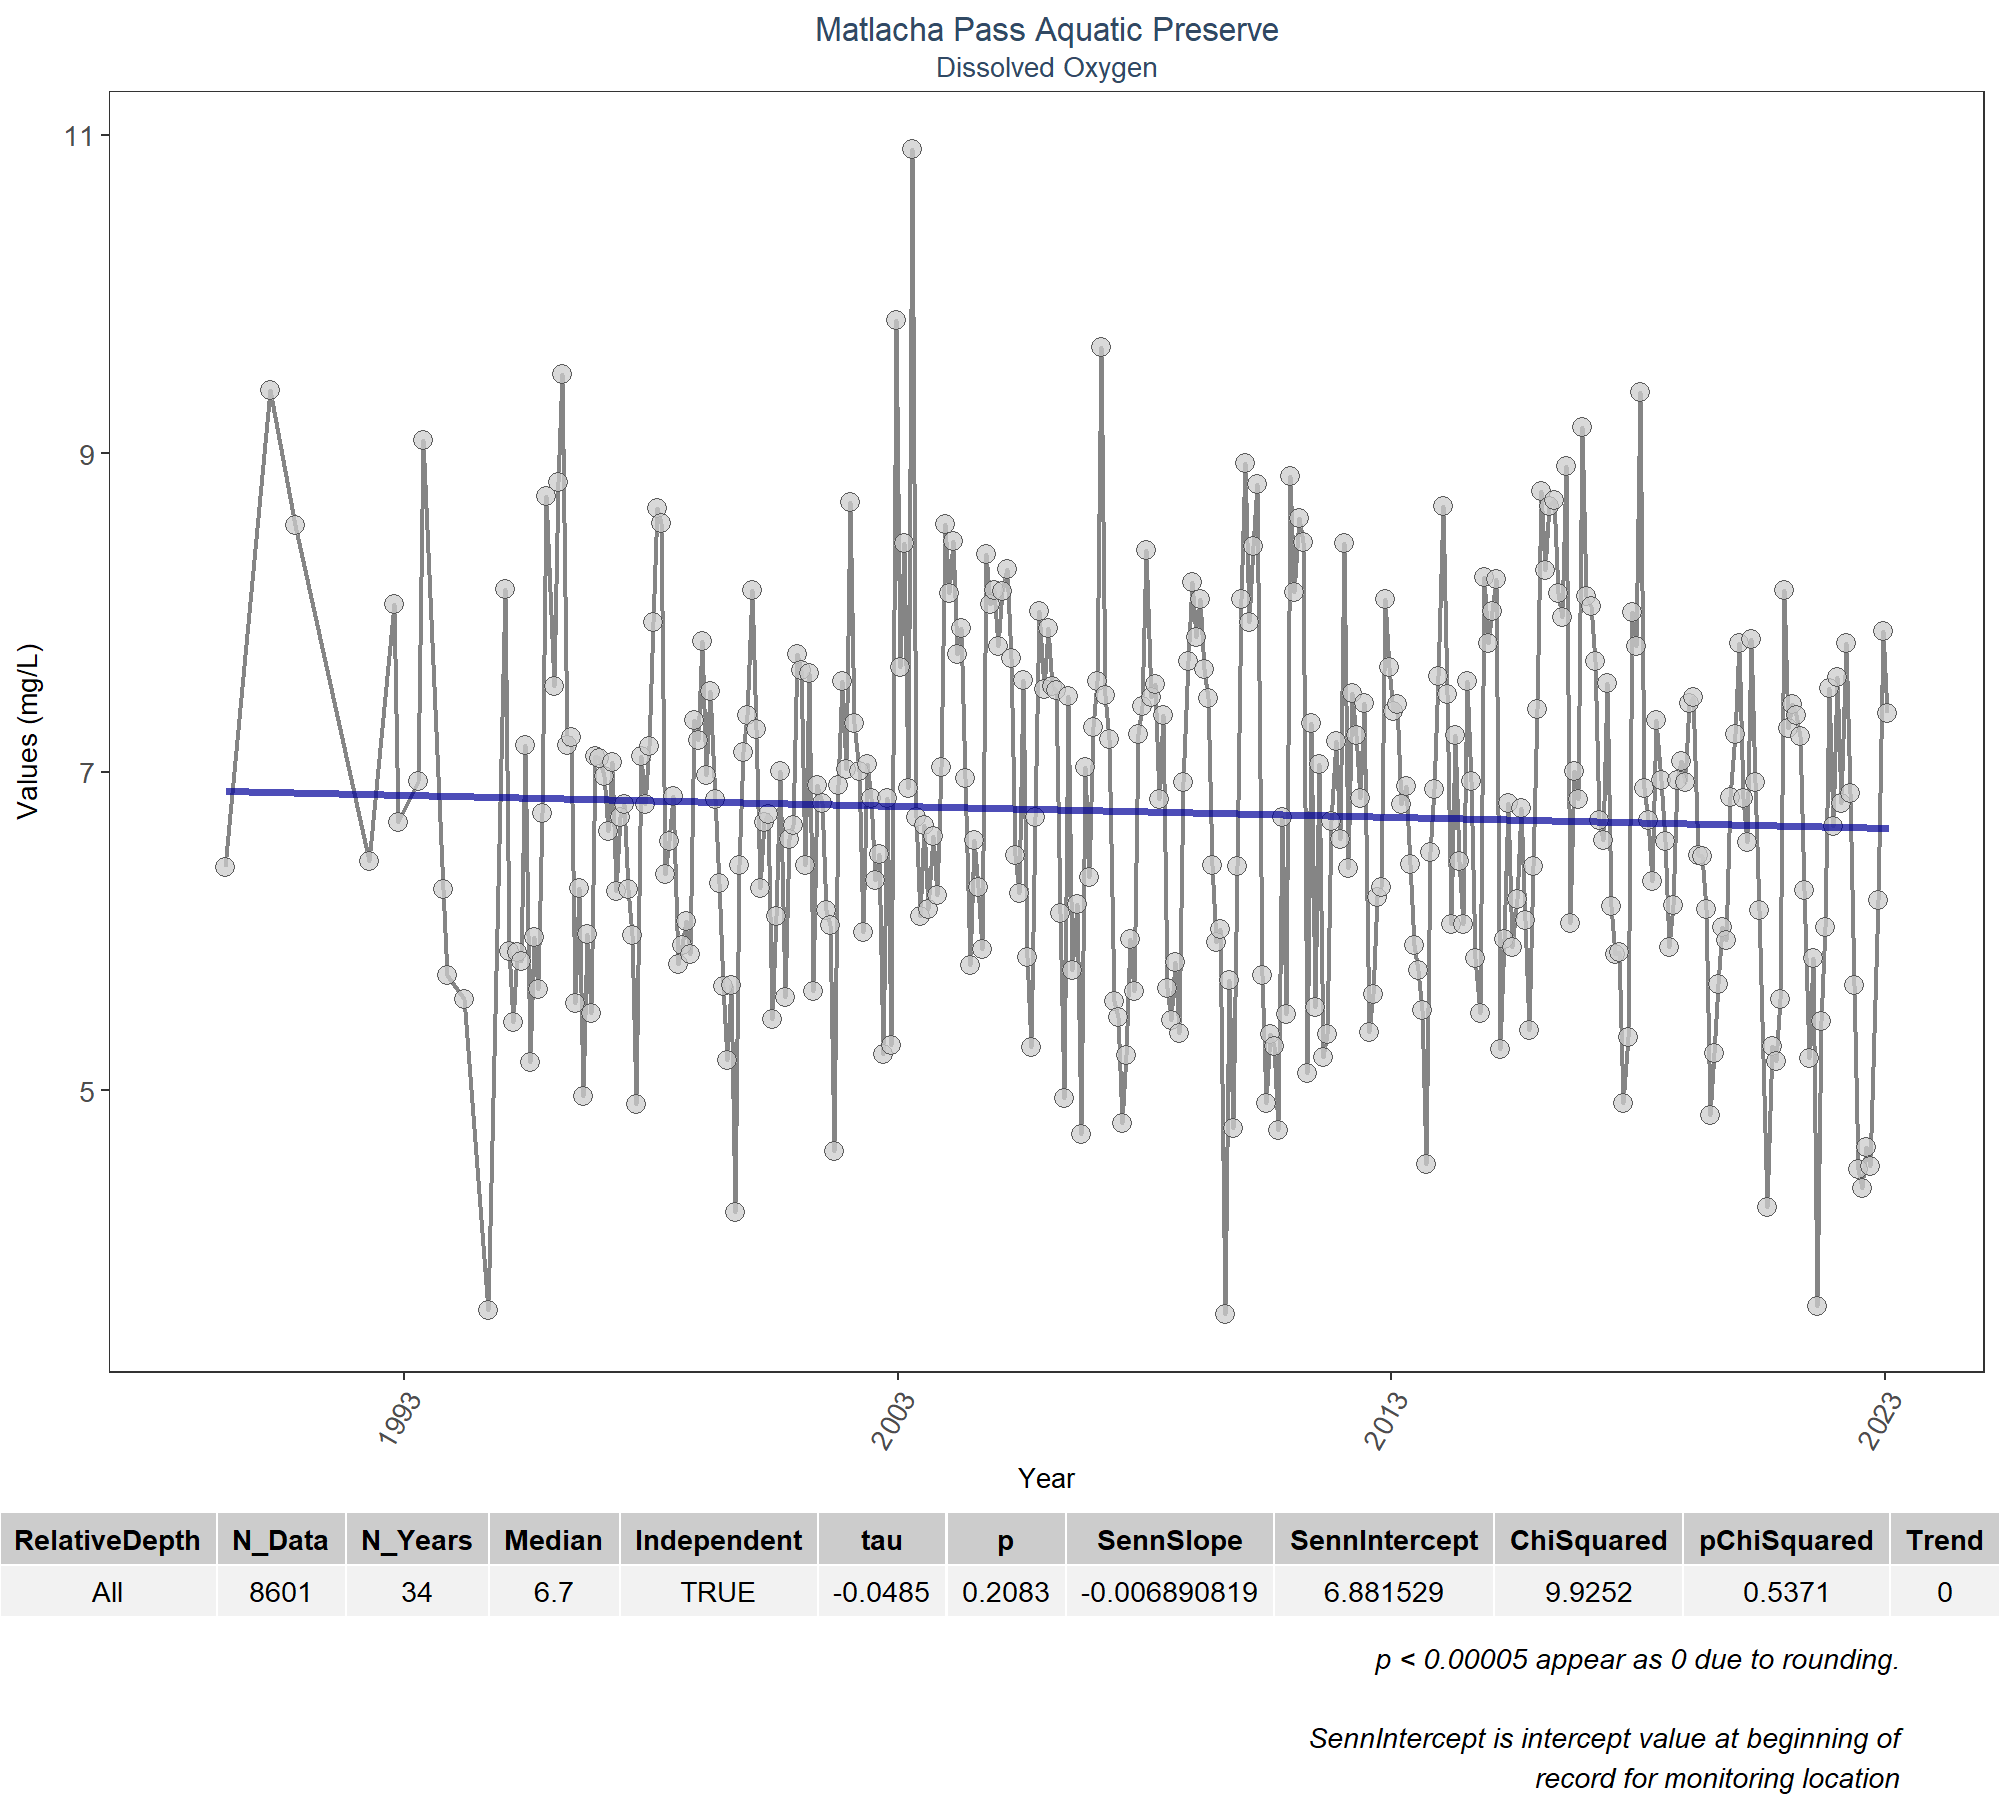 Matlacha Pass Aquatic Preserve
Dissolved Oxygen
11
9
7
5
Values (mg/L)
1993
2003
2013
2023
Year
RelativeDepth N_Data N_Years Median Independent tau p SennSlope SennIntercept ChiSquared pChiSquared Trend
All 8601 34 6.7 TRUE -0.0485 0.2083 -0.006890819 6.881529 9.9252 0.5371 0
p < 0.00005 appear as 0 due to rounding.
SennIntercept is intercept value at beginning of
record for monitoring location